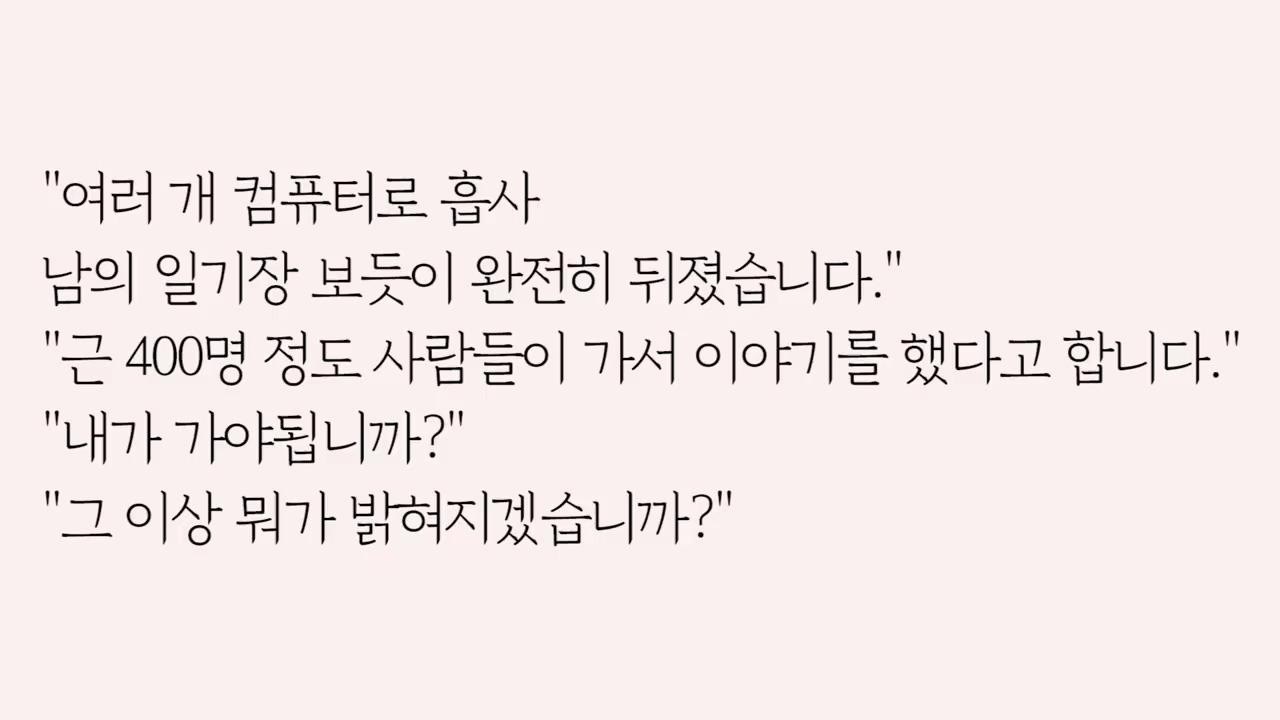 "여러 개 컴퓨터로 흡사
남의 일기장 보듯이 완전히 뒤졌습니다."
"근 400명 정도 사람들이 가서 이야기를 했다고 합니다."
"내가 가야됩니까?"
"그 이상 뭐가 밝혀지겠습니까?"